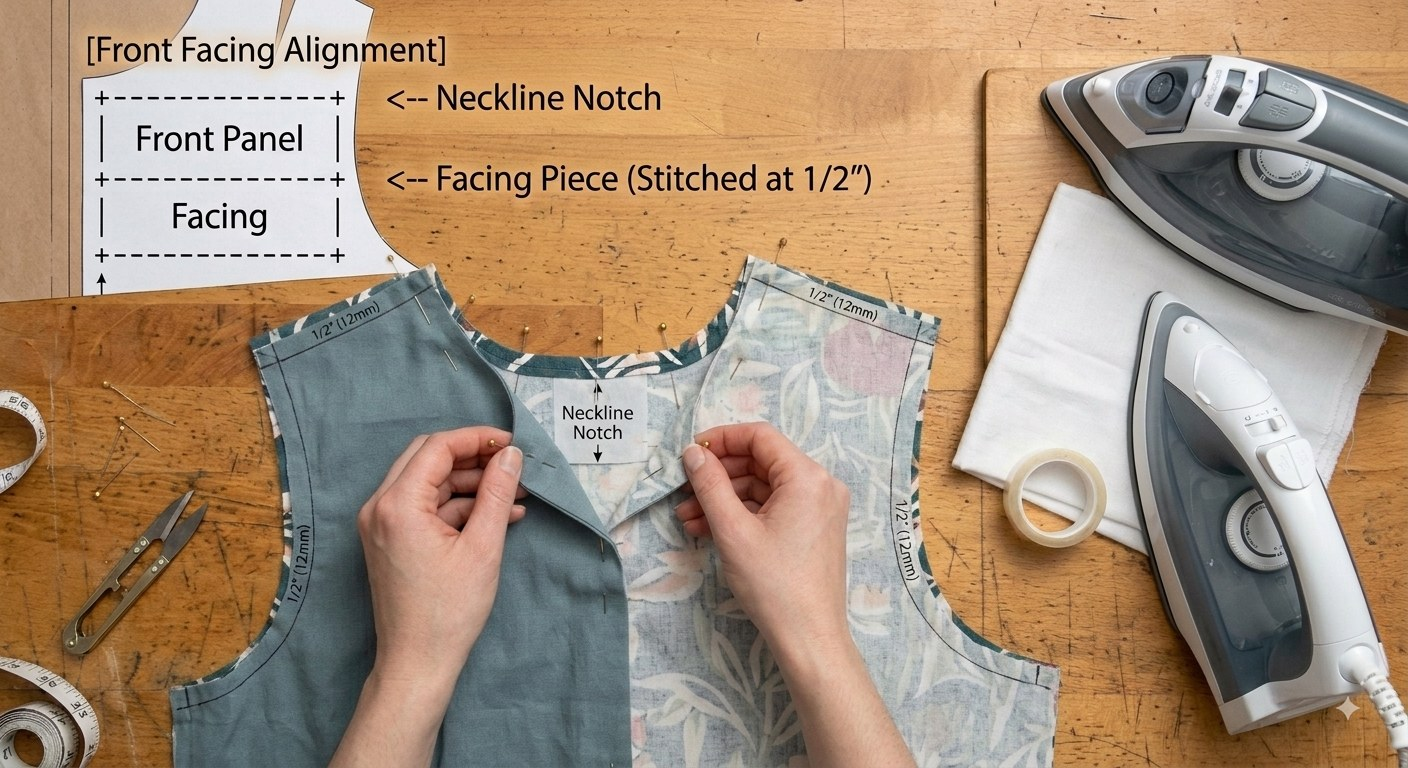 [Front Facing Alignment]
+--------------+ <-- Neckline Notch
| Front Panel |
+--------------+ <-- Facing Piece (Stitched at 1/2”)
| Facing |
+--------------+
1/2" (12mm)
1/2" (12mm)
Neckline
Notch
1/2" (12mm)
1/2" (12mm)